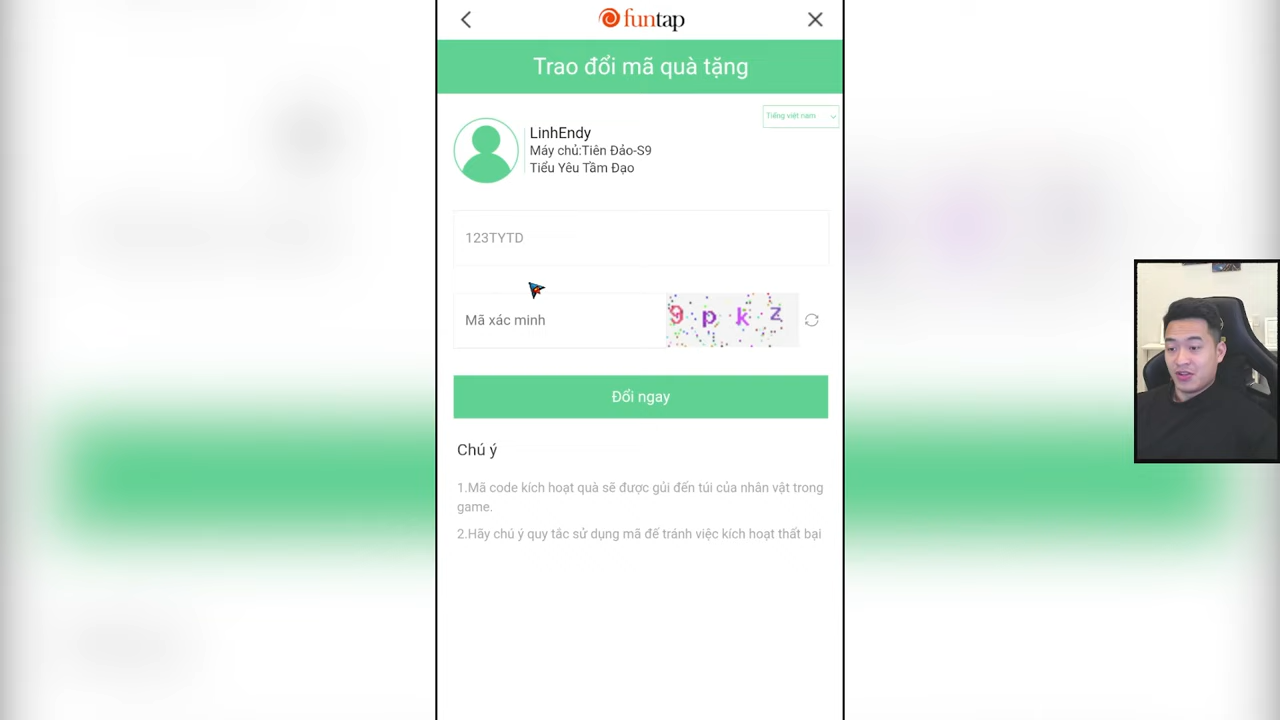 funtap
Trao đổi mã quà tặng
Tiếng việt nam
LinhEndy
Máy chủ:Tiên Đảo-S9
Tiểu Yêu Tầm Đạo
123TYTD
Mã xác minh
9 p k z
Đổi ngay
Chú ý
1.Mã code kích hoạt quà sẽ được gủi đến túi của nhân vật trong
game.
2.Hãy chú ý quy tắc sử dụng mã để tránh việc kích hoạt thất bại